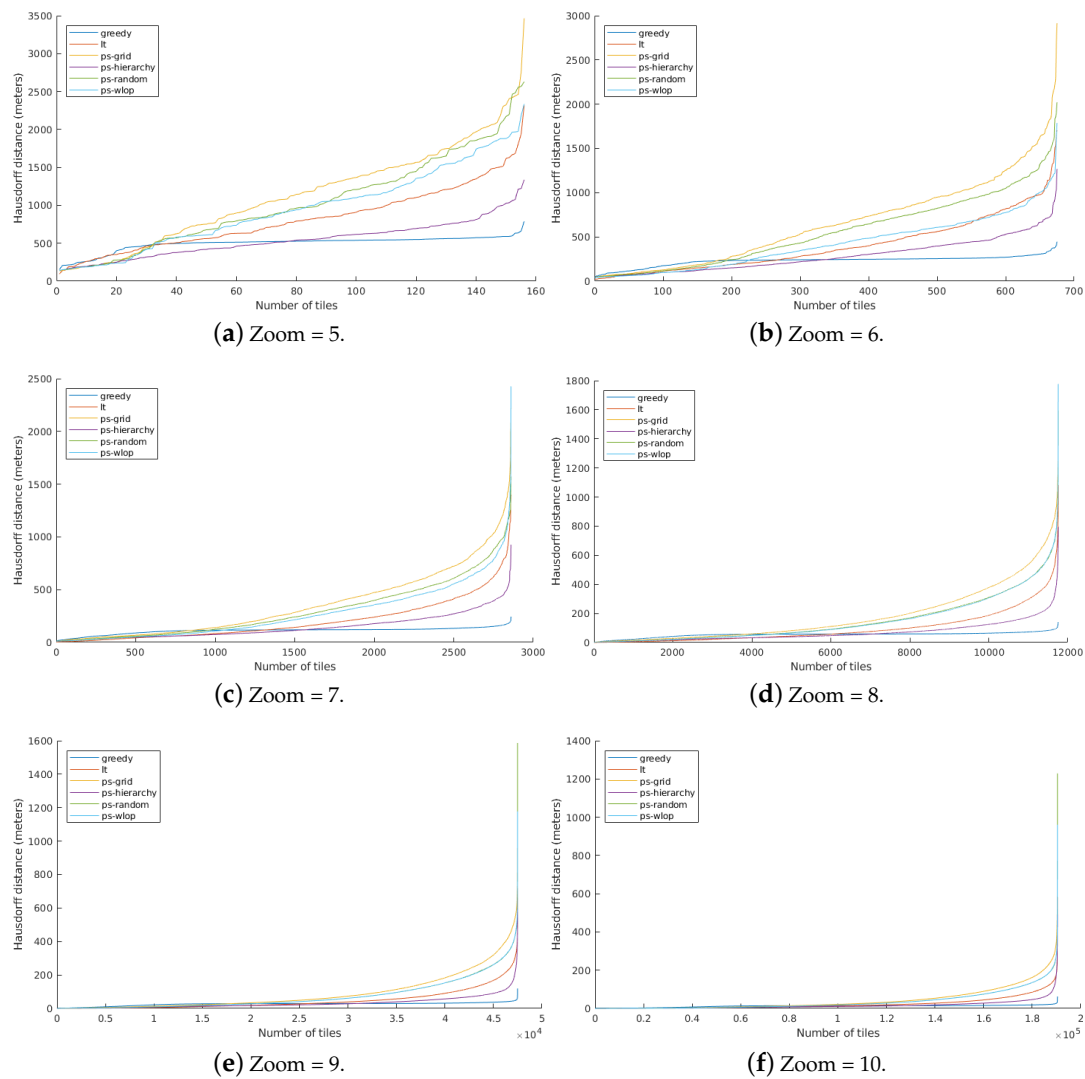 3500
3000
2500
2000
1500
1000
500
0
Hausdorff distance (meters)
greedy
lt
ps-grid
ps-hierarchy
ps-random
ps-wlop
0 20 40 60 80 100 120 140 160
Number of tiles
(a) Zoom = 5.
3000
2500
2000
1500
1000
500
0
Hausdorff distance (meters)
greedy
lt
ps-grid
ps-hierarchy
ps-random
ps-wlop
0 100 200 300 400 500 600 700
Number of tiles
(b) Zoom = 6.
2500
2000
1500
1000
500
0
Hausdorff distance (meters)
greedy
lt
ps-grid
ps-hierarchy
ps-random
ps-wlop
0 500 1000 1500 2000 2500 3000
Number of tiles
(c) Zoom = 7.
1800
1600
1400
1200
1000
800
600
400
200
0
Hausdorff distance (meters)
greedy
lt
ps-grid
ps-hierarchy
ps-random
ps-wlop
0 2000 4000 6000 8000 10000 12000
Number of tiles
(d) Zoom = 8.
1600
1400
1200
1000
800
600
400
200
0
Hausdorff distance (meters)
greedy
lt
ps-grid
ps-hierarchy
ps-random
ps-wlop
0 0.5 1 1.5 2 2.5 3 3.5 4 4.5 5
Number of tiles
×10⁴
(e) Zoom = 9.
1400
1200
1000
800
600
400
200
0
Hausdorff distance (meters)
greedy
lt
ps-grid
ps-hierarchy
ps-random
ps-wlop
0 0.2 0.4 0.6 0.8 1 1.2 1.4 1.6 1.8 2
Number of tiles
×10⁵
(f) Zoom = 10.